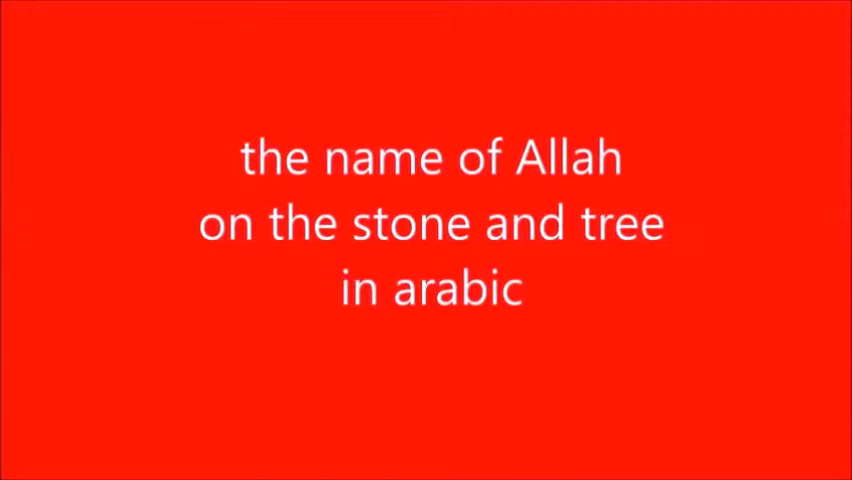 the name of Allah
on the stone and tree
in arabic